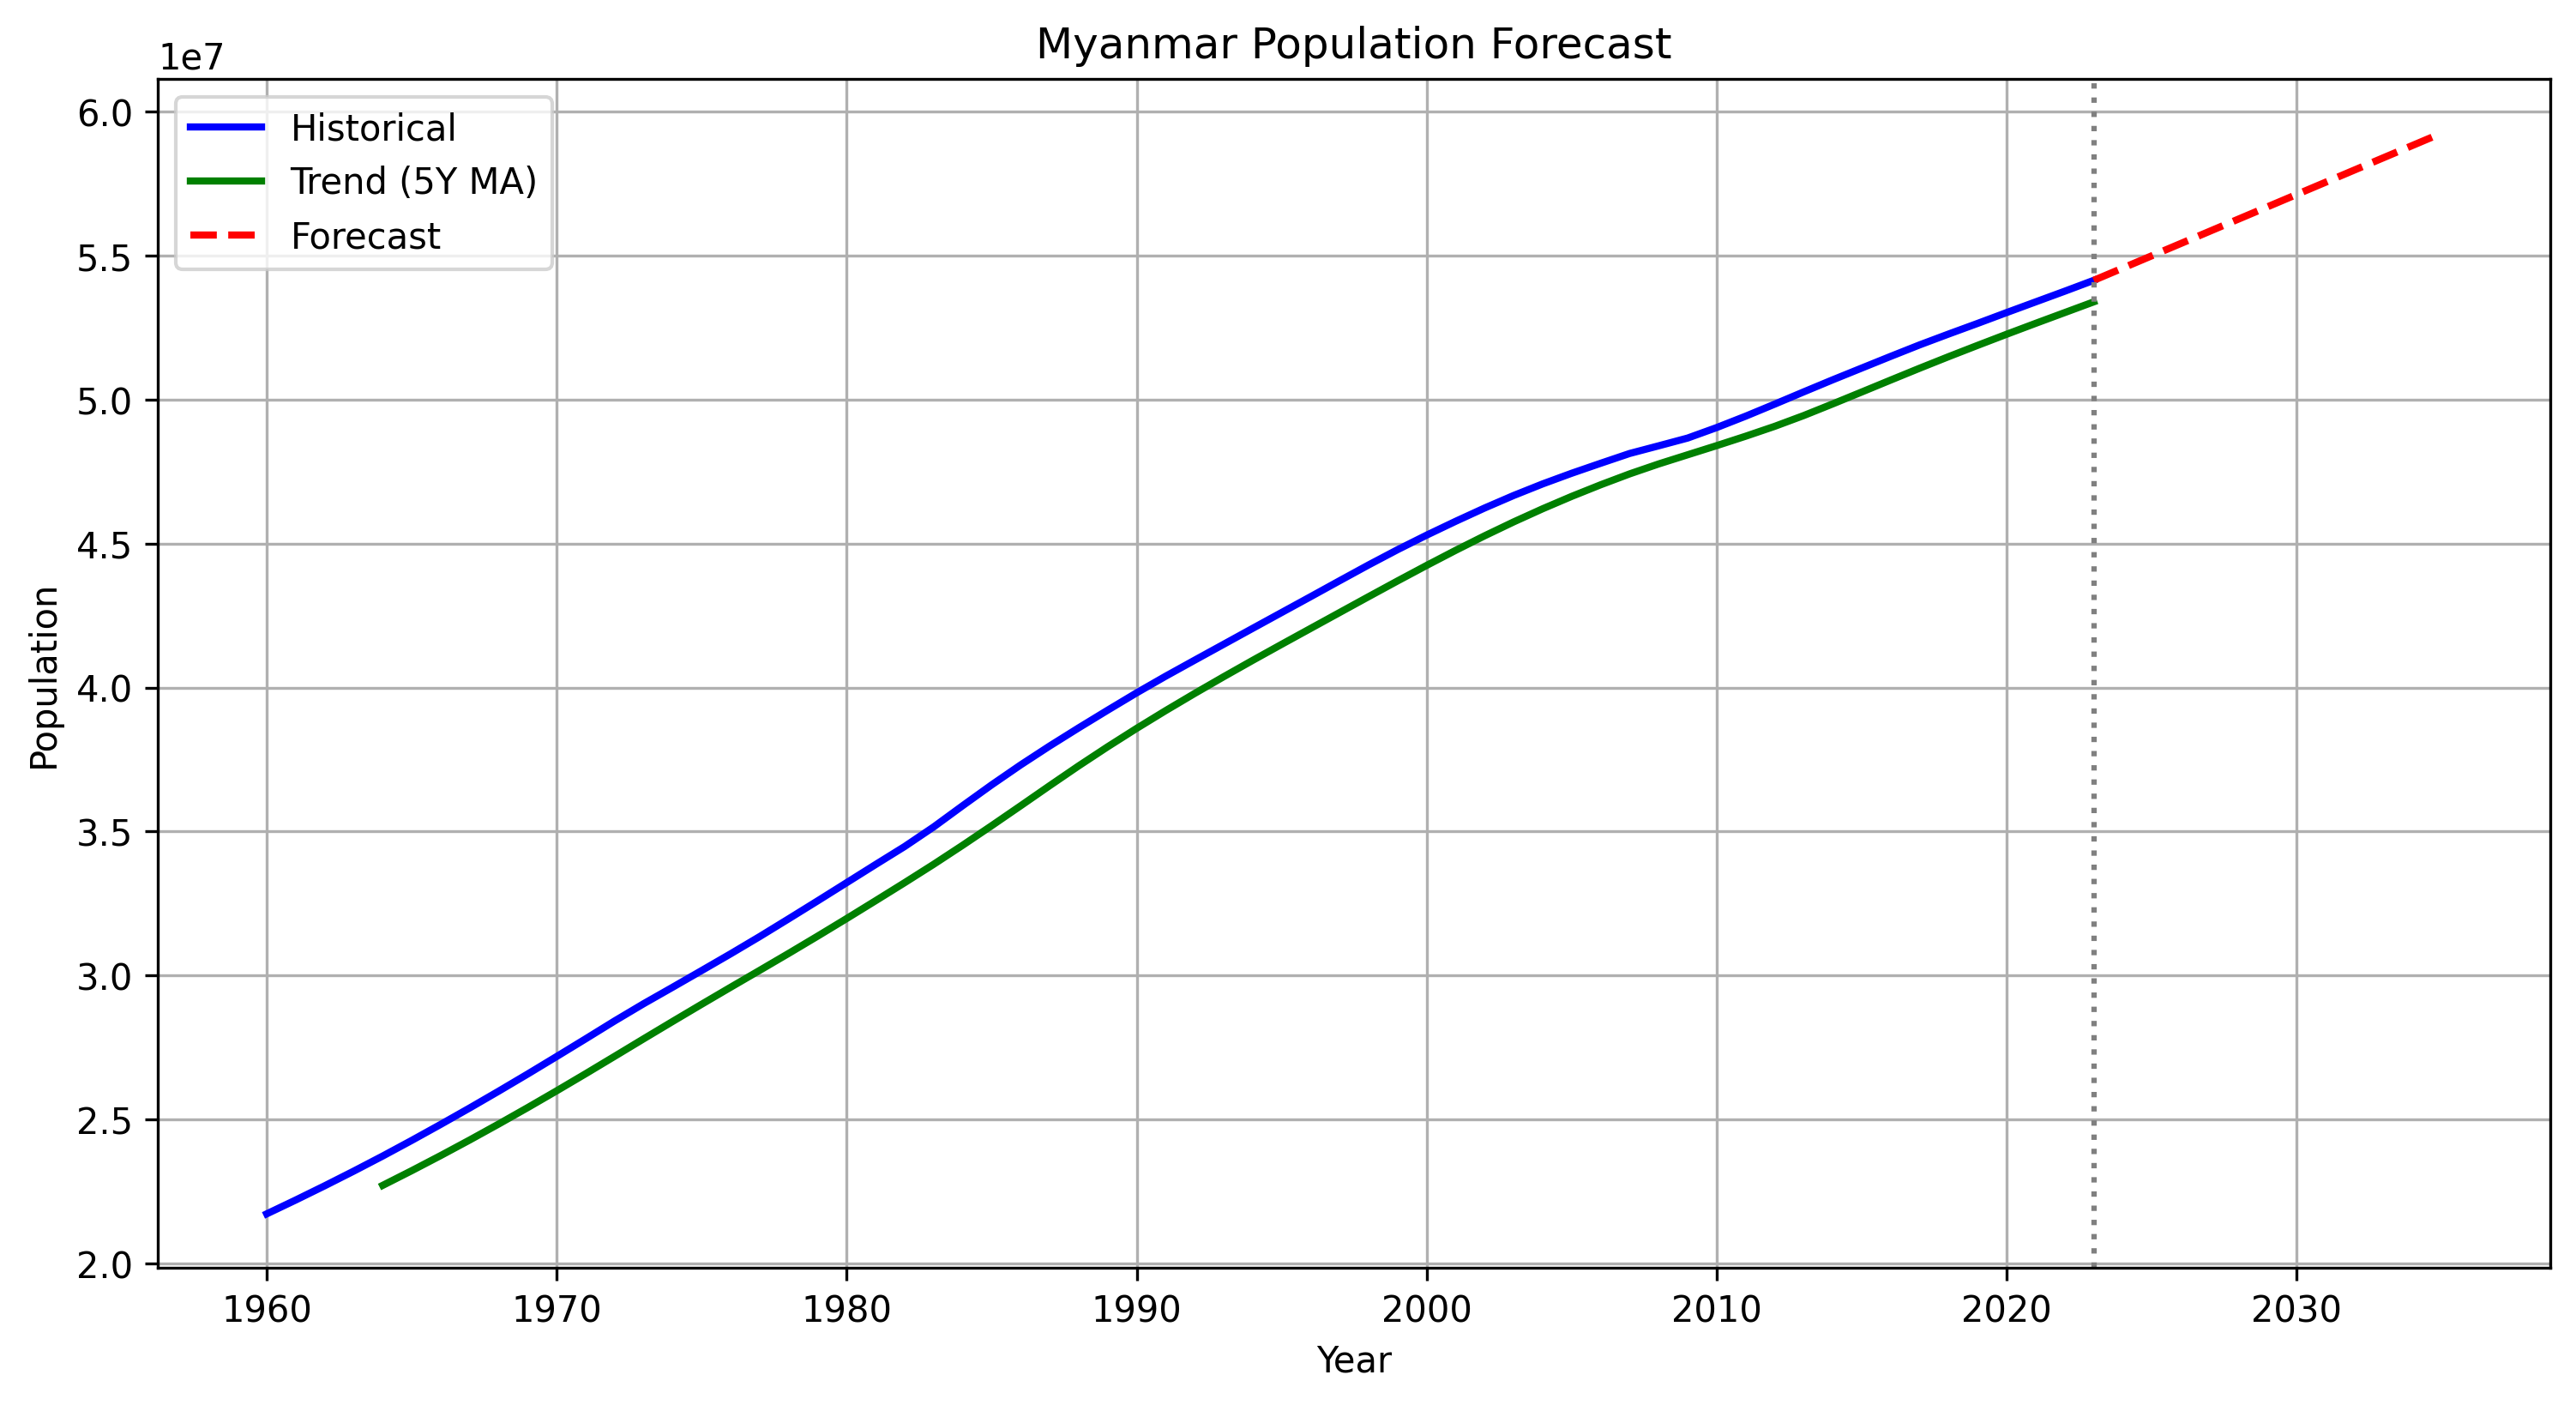 Myanmar Population Forecast
1e7
Historical
Trend (5Y MA)
Forecast
6.0
5.5
5.0
4.5
4.0
3.5
3.0
2.5
2.0
Population
1960 1970 1980 1990 2000 2010 2020 2030
Year